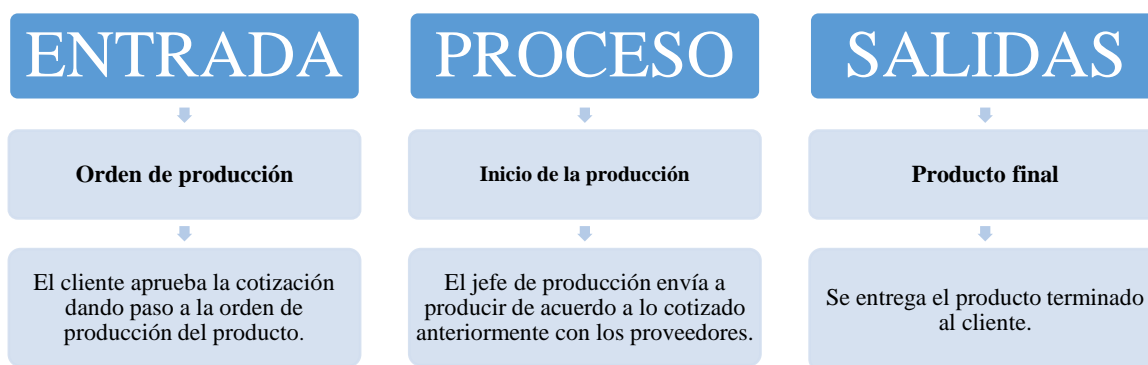 ENTRADA
Orden de producción
El cliente aprueba la cotización
dando paso a la orden de
producción del producto.
PROCESO
Inicio de la producción
El jefe de producción envía a
producir de acuerdo a lo cotizado
anteriormente con los proveedores.
SALIDAS
Producto final
Se entrega el producto terminado
al cliente.